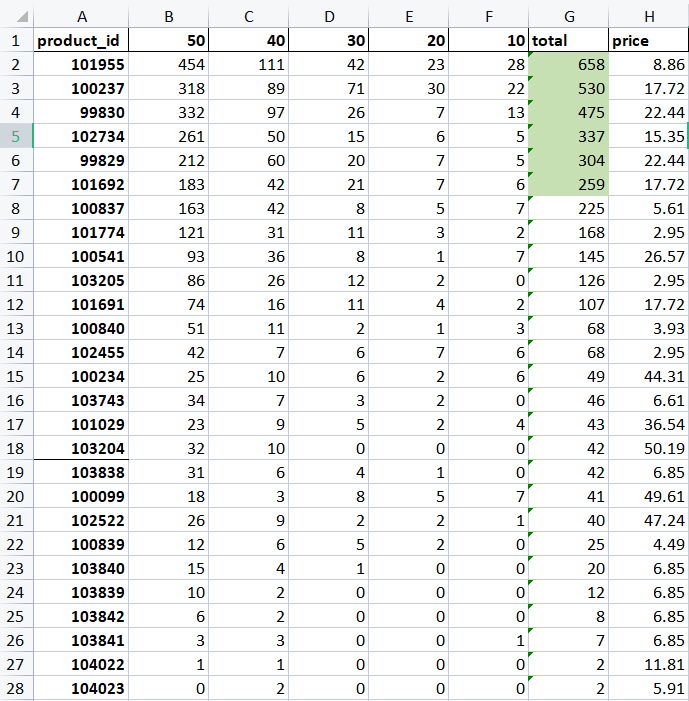 A B C D E F G H
1 product_id 50 40 30 20 10 total price
2 101955 454 111 42 23 28 658 8.86
3 100237 318 89 71 30 22 530 17.72
4 99830 332 97 26 7 13 475 22.44
5 102734 261 50 15 6 5 337 15.35
6 99829 212 60 20 7 5 304 22.44
7 101692 183 42 21 7 6 259 17.72
8 100837 163 42 8 5 7 225 5.61
9 101774 121 31 11 3 2 168 2.95
10 100541 93 36 8 1 7 145 26.57
11 103205 86 26 12 2 0 126 2.95
12 101691 74 16 11 4 2 107 17.72
13 100840 51 11 2 1 3 68 3.93
14 102455 42 7 6 7 6 68 2.95
15 100234 25 10 6 2 6 49 44.31
16 103743 34 7 3 2 0 46 6.61
17 101029 23 9 5 2 4 43 36.54
18 103204 32 10 0 0 0 42 50.19
19 103838 31 6 4 1 0 42 6.85
20 100099 18 3 8 5 7 41 49.61
21 102522 26 9 2 2 1 40 47.24
22 100839 12 6 5 2 0 25 4.49
23 103840 15 4 1 0 0 20 6.85
24 103839 10 2 0 0 0 12 6.85
25 103842 6 2 0 0 0 8 6.85
26 103841 3 3 0 0 1 7 6.85
27 104022 1 1 0 0 0 2 11.81
28 104023 0 2 0 0 0 2 5.91